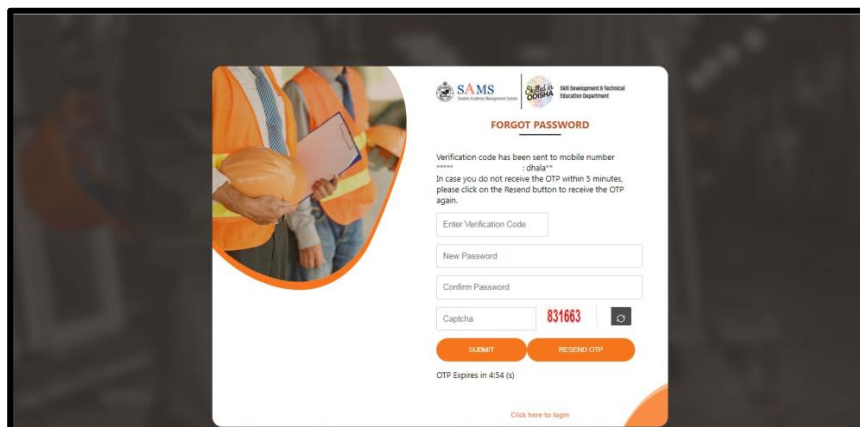 SAMS
Student Academic Management System
Skilled in
ODISHA
Skill Development & Technical
Education Department
FORGOT PASSWORD
Verification code has been sent to mobile number
***** : dhala**
In case you do not receive the OTP within 5 minutes,
please click on the Resend button to receive the OTP
again.
Enter Verification Code
New Password
Confirm Password
Captcha 831663
SUBMIT RESEND OTP
OTP Expires in 4:54 (s)
Click here to login